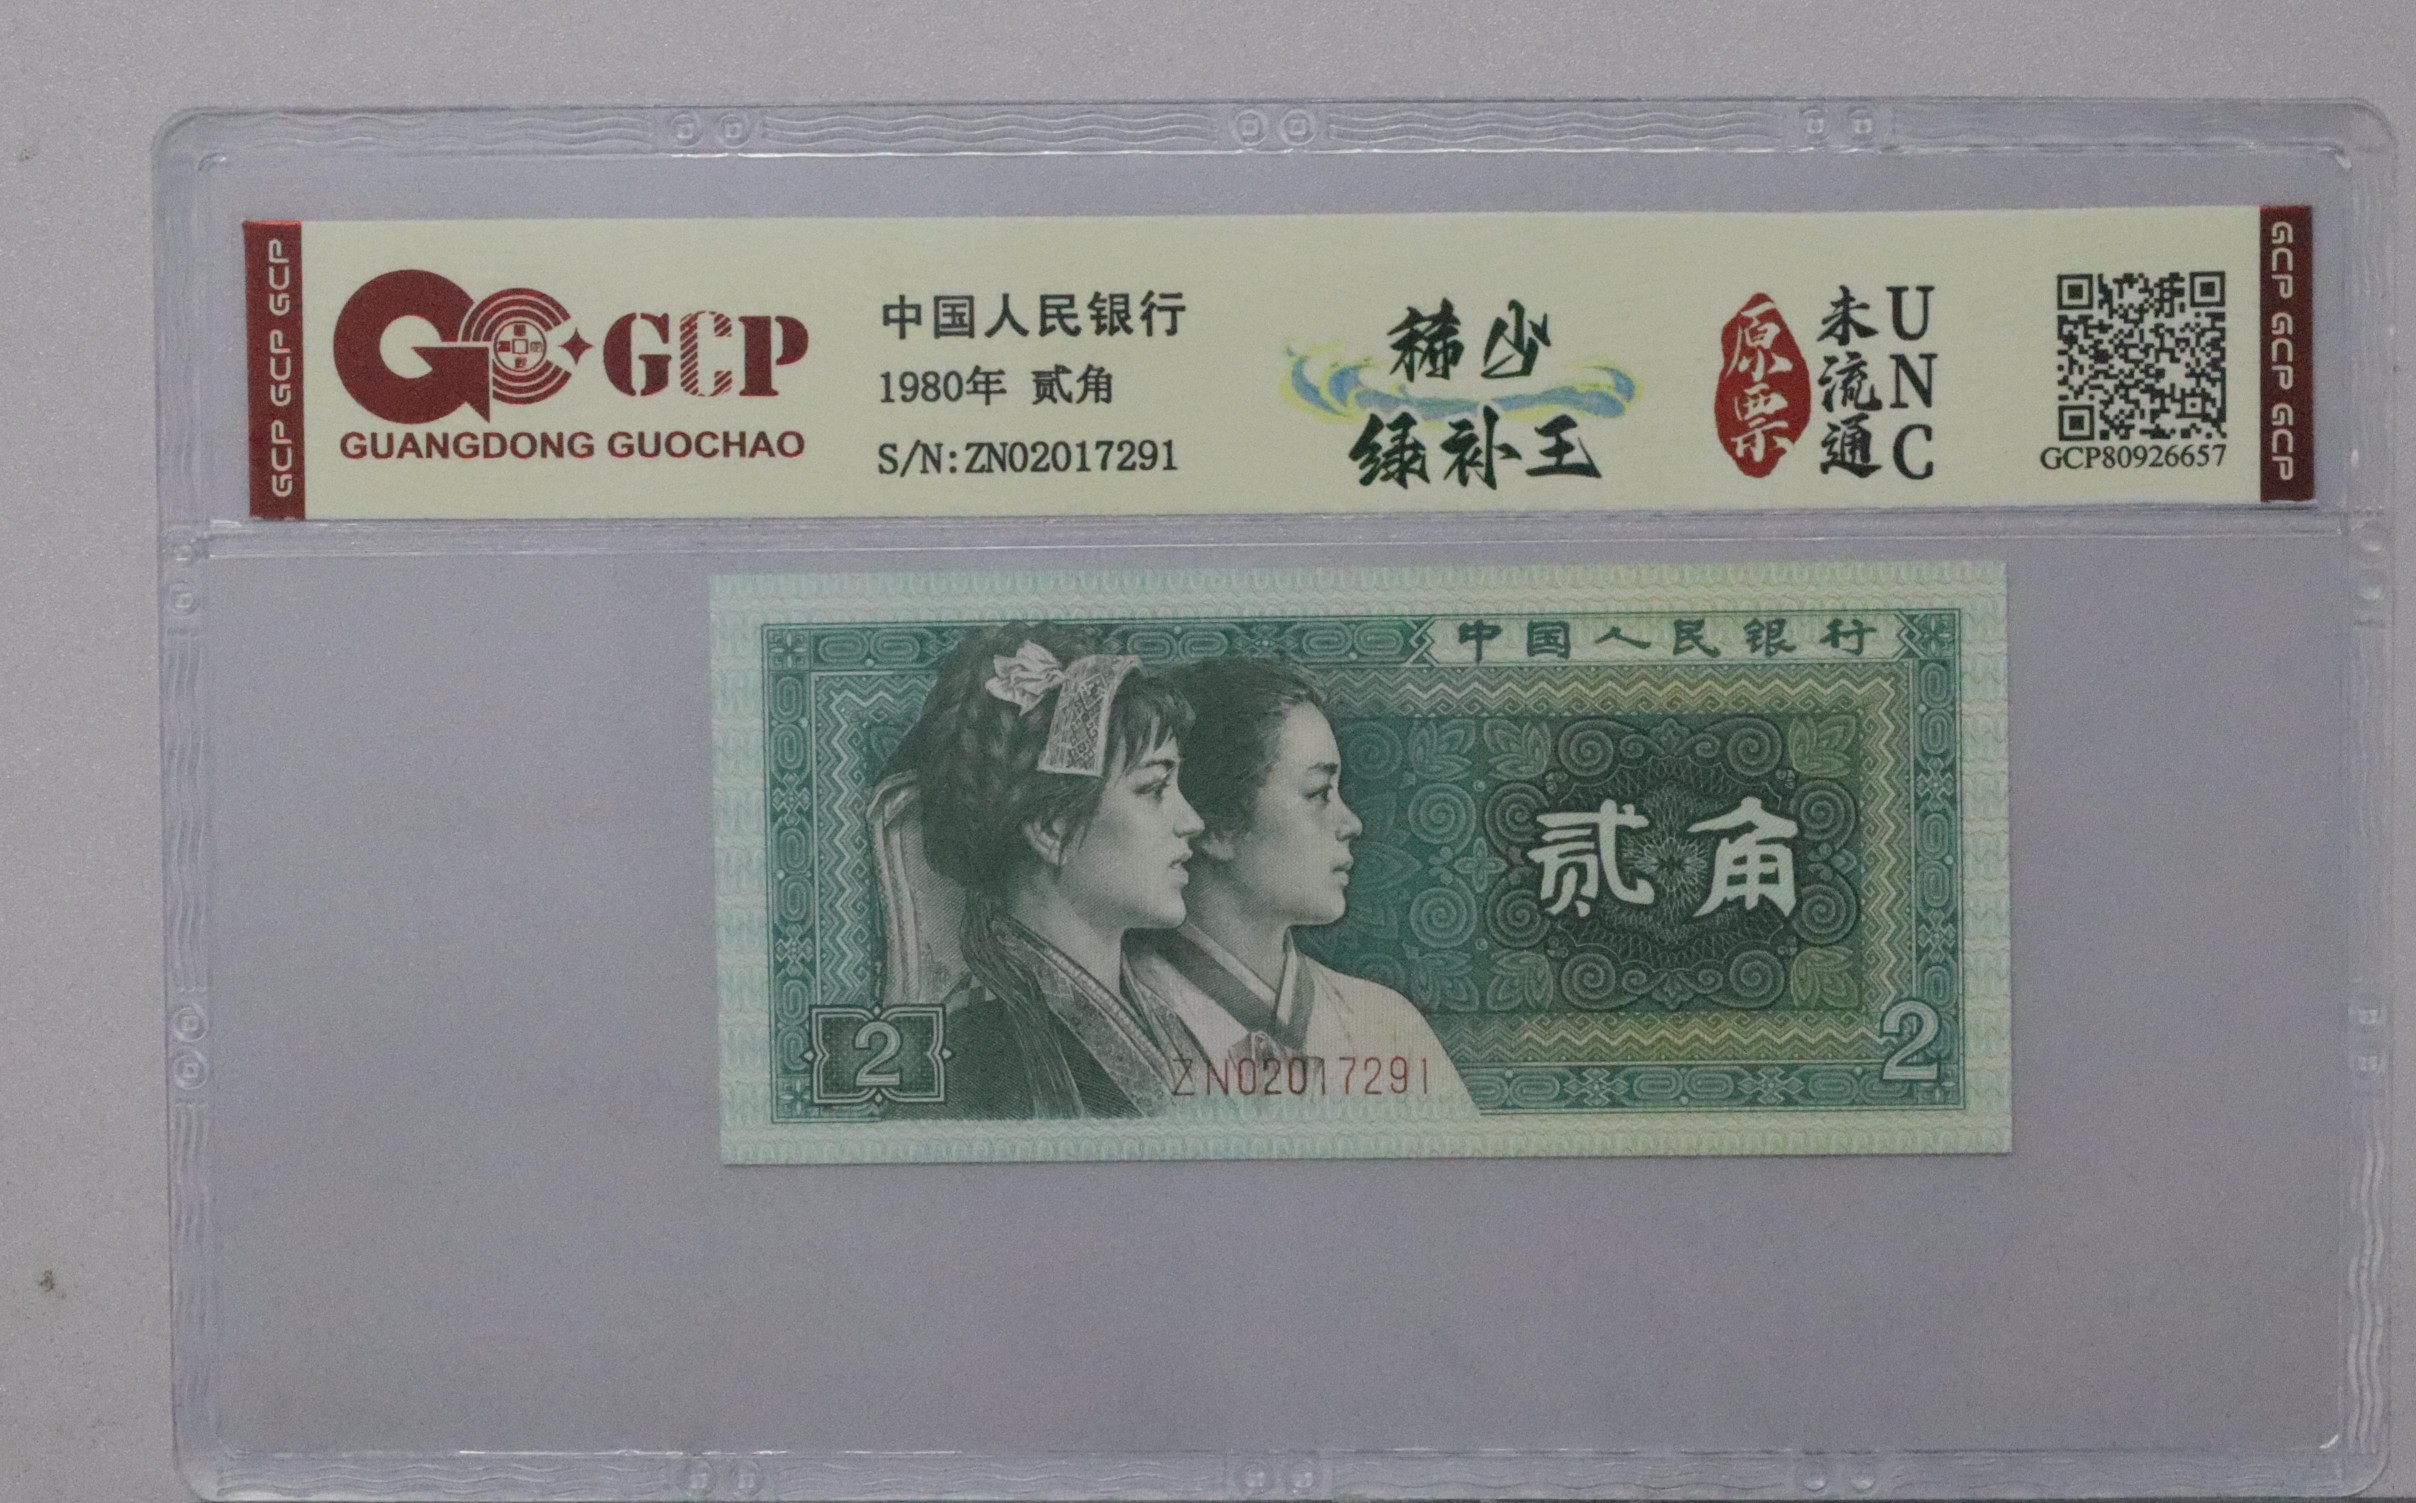 GCP GCP GCP
GCP
GUANGDONG GUOCHAO
中国人民银行
1980年 贰角
S/N:ZN02017291
稀少
绿补王
原票
未流通
UNC
GCP80926657
GCP GCP GCP
中国人民银行
贰角
2
ZN02017291
2